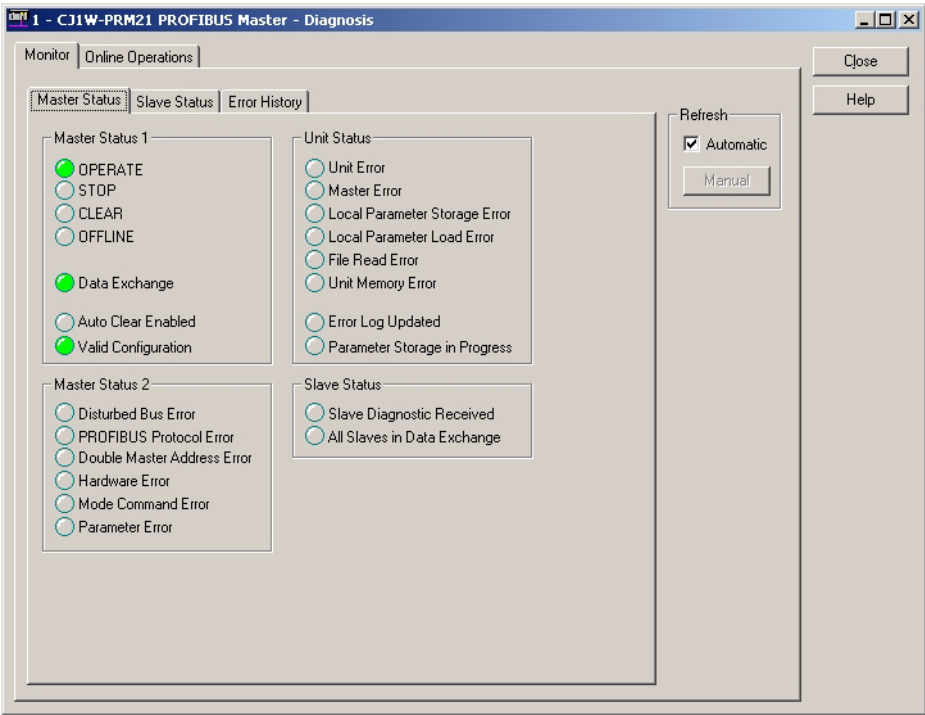 1 - CJ1W-PRM21 PROFIBUS Master - Diagnosis
Monitor
Online Operations
Close
Help
Master Status
Slave Status
Error History
Refresh
Automatic
Manual
Master Status 1
OPERATE
STOP
CLEAR
OFFLINE
Data Exchange
Auto Clear Enabled
Valid Configuration
Unit Status
Unit Error
Master Error
Local Parameter Storage Error
Local Parameter Load Error
File Read Error
Unit Memory Error
Error Log Updated
Parameter Storage in Progress
Master Status 2
Disturbed Bus Error
PROFIBUS Protocol Error
Double Master Address Error
Hardware Error
Mode Command Error
Parameter Error
Slave Status
Slave Diagnostic Received
All Slaves in Data Exchange